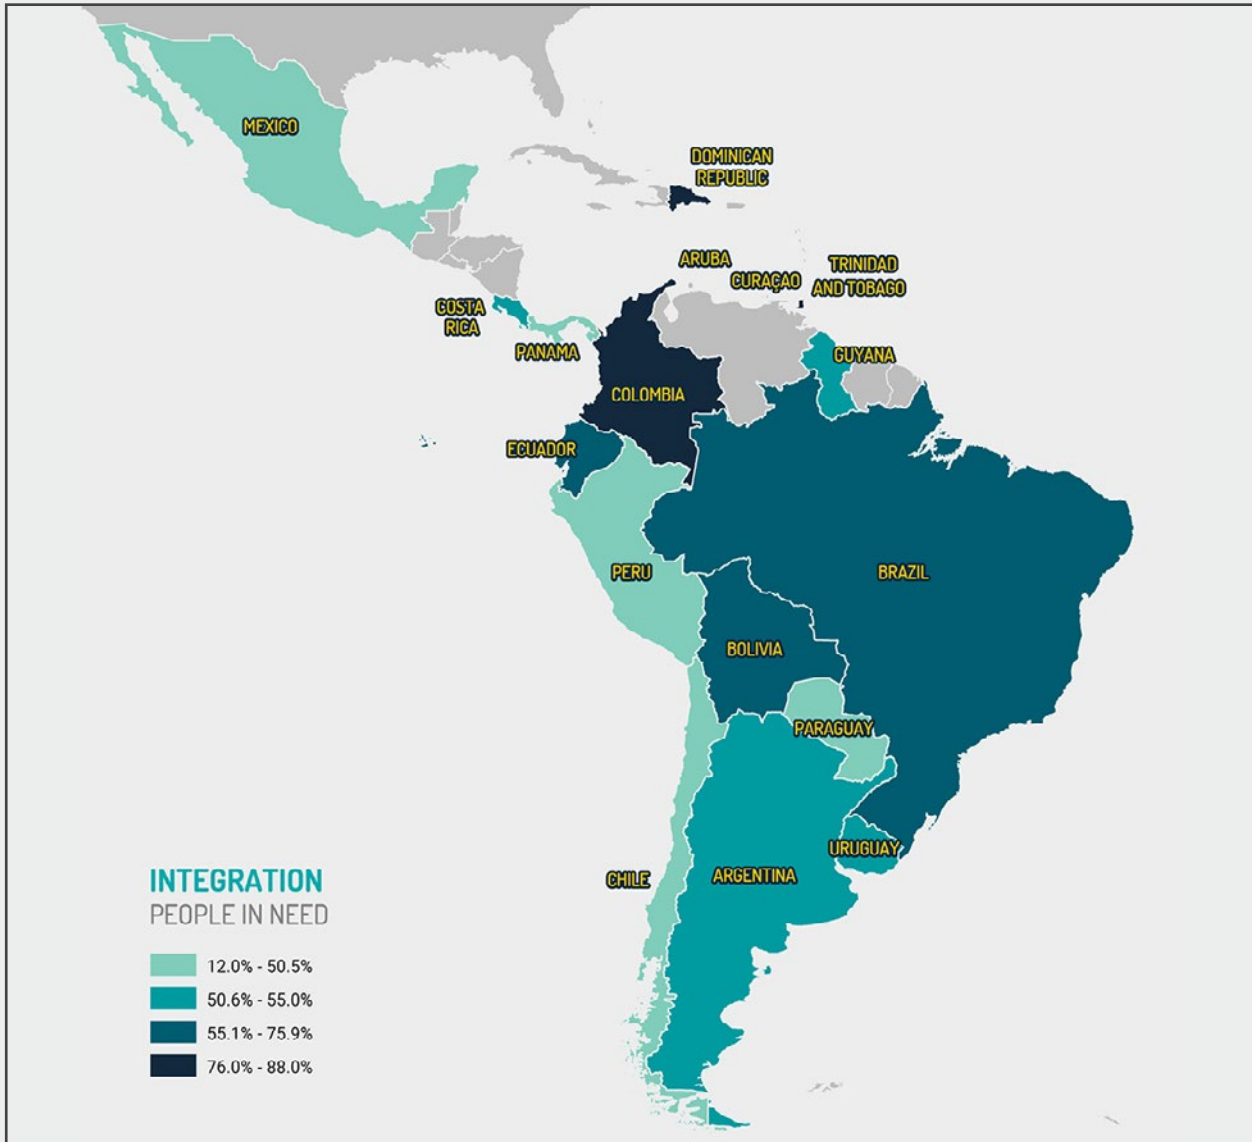 MEXICO
DOMINICAN
REPUBLIC
ARUBA
CURAÇAO
TRINIDAD
AND TOBAGO
COSTA
RICA
PANAMA
GUYANA
COLOMBIA
ECUADOR
PERU
BRAZIL
BOLIVIA
PARAGUAY
URUGUAY
CHILE
ARGENTINA
INTEGRATION
PEOPLE IN NEED
12.0% - 50.5%
50.6% - 55.0%
55.1% - 75.9%
76.0% - 88.0%